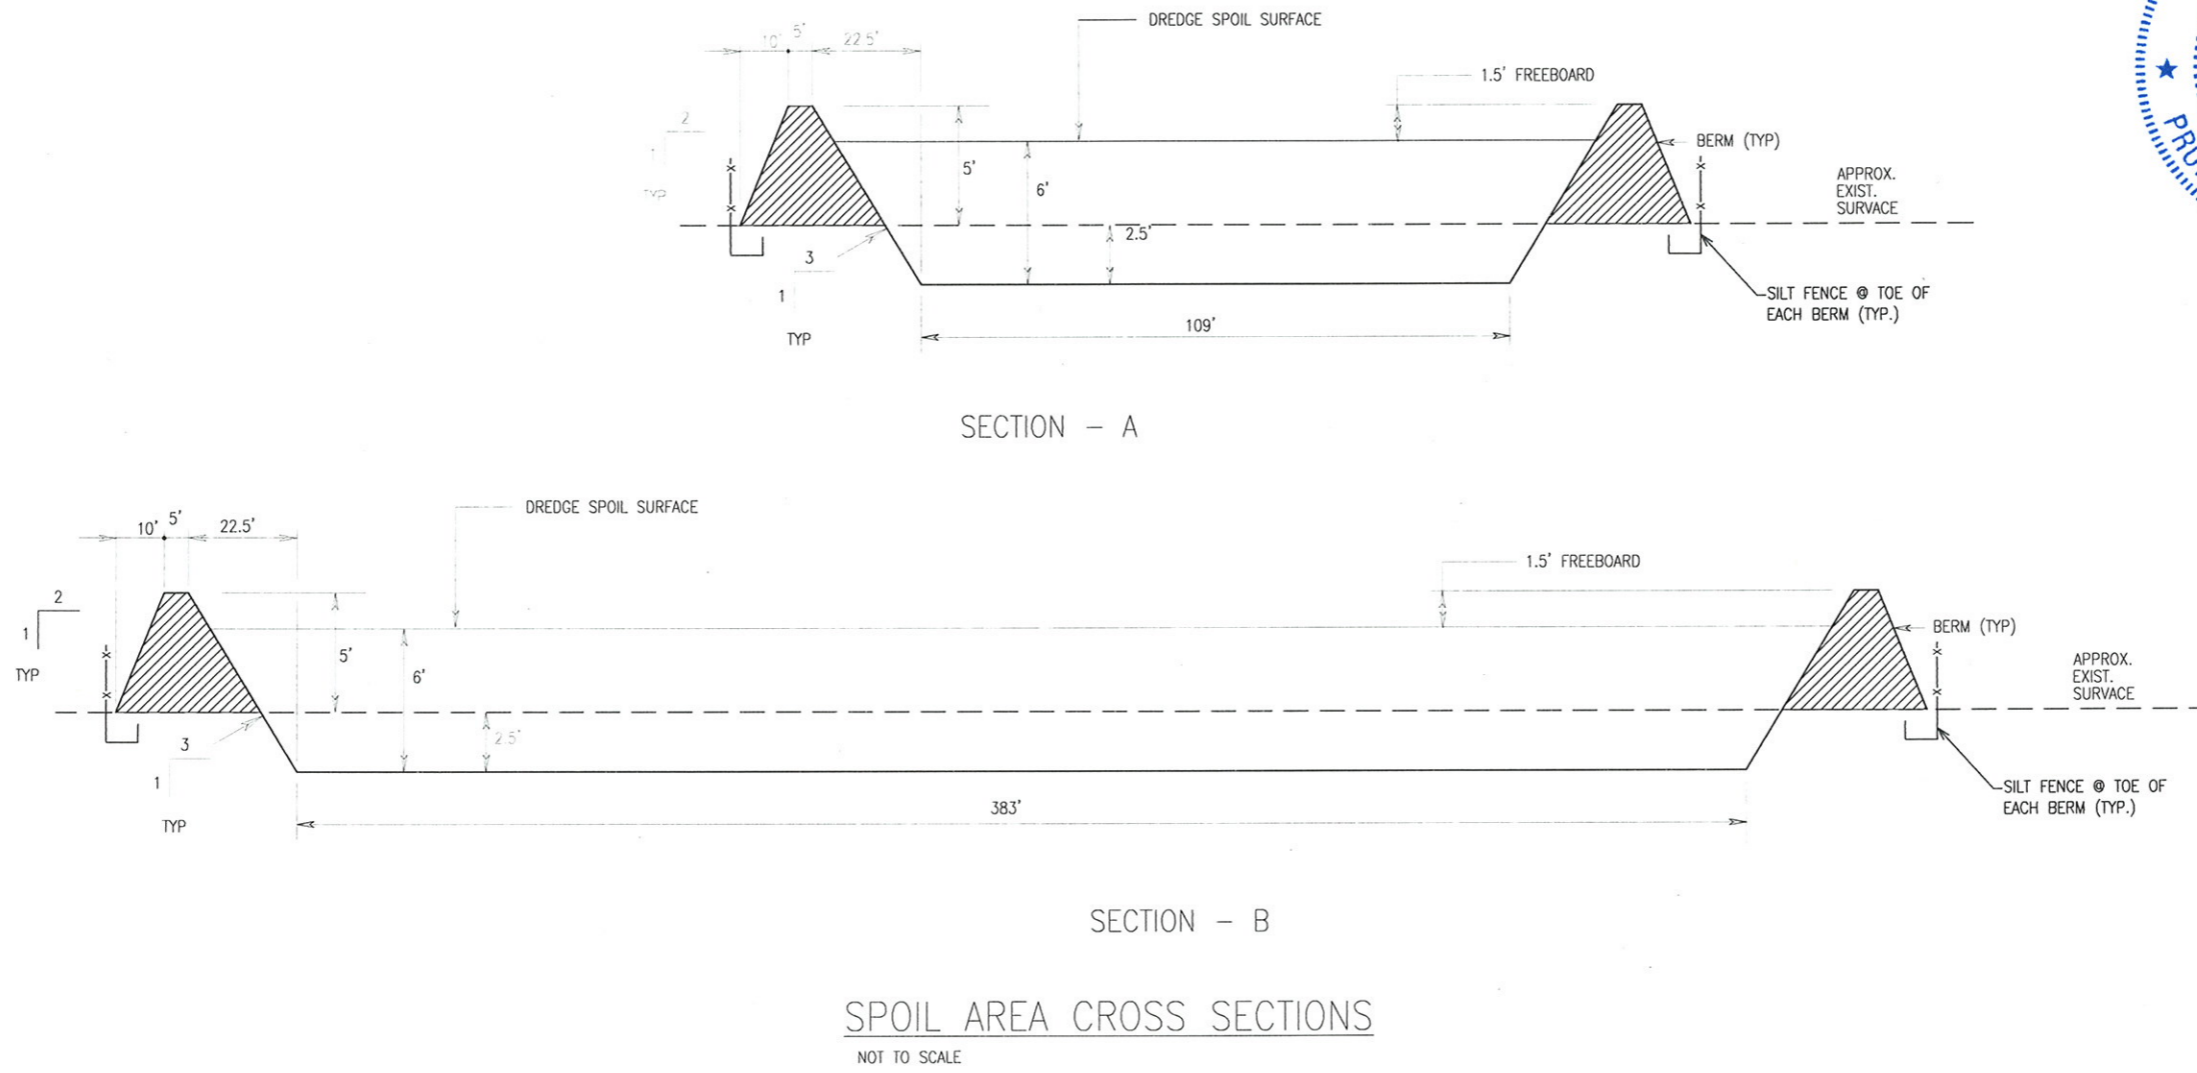 DREDGE SPOIL SURFACE
10' 5' 22.5'
1.5' FREEBOARD
2
1
TYP
BERM (TYP)
5'
6'
APPROX.
EXIST.
SURVACE
2.5'
3
1
TYP
SILT FENCE @ TOE OF
EACH BERM (TYP.)
109'
SECTION - A
DREDGE SPOIL SURFACE
10' 5' 22.5'
1.5' FREEBOARD
2
1
TYP
BERM (TYP)
5'
6'
APPROX.
EXIST.
SURVACE
2.5'
3
1
TYP
SILT FENCE @ TOE OF
EACH BERM (TYP.)
383'
SECTION - B
SPOIL AREA CROSS SECTIONS
NOT TO SCALE